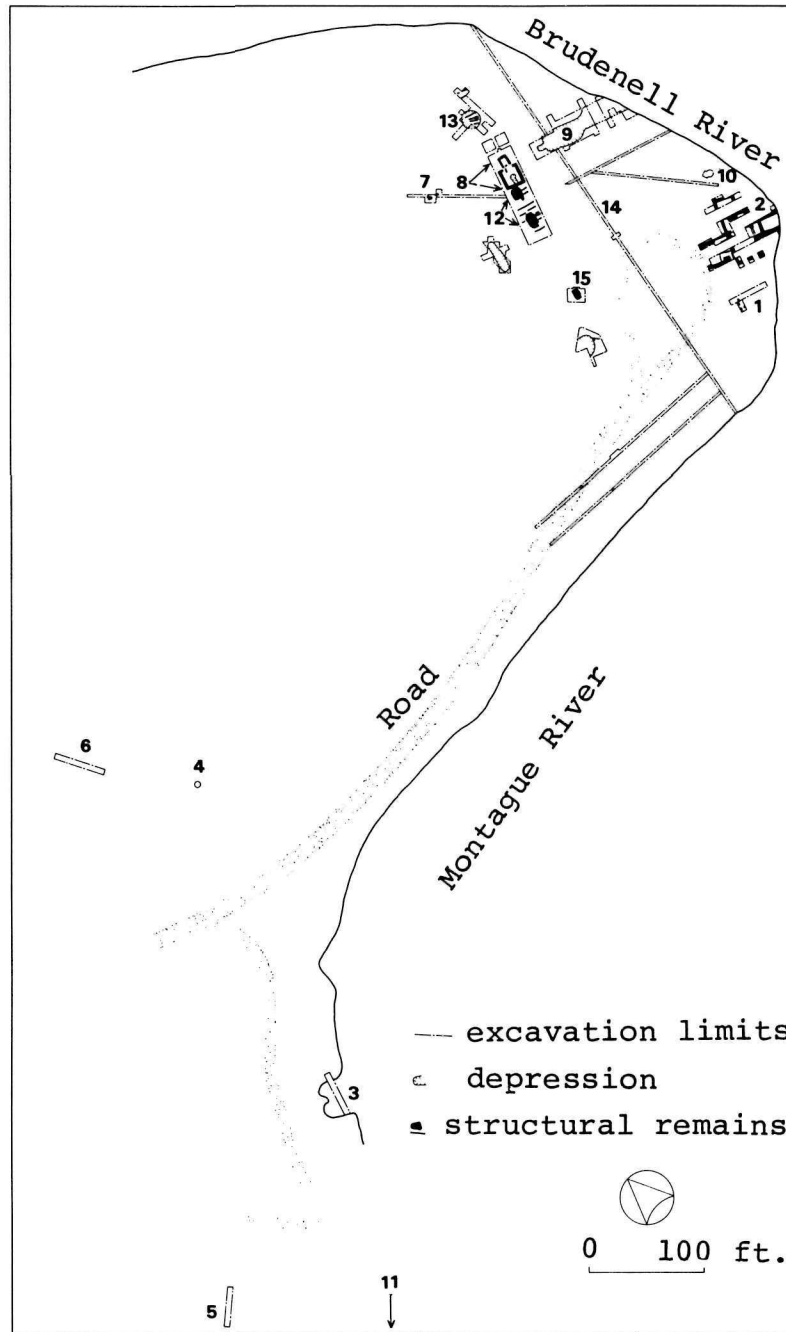 Brudenell River
13
9
8
7
10
12
14
2
15
1
Road
Montague River
6
4
3
excavation limits
depression
structural remains
0 100 ft.
11
5